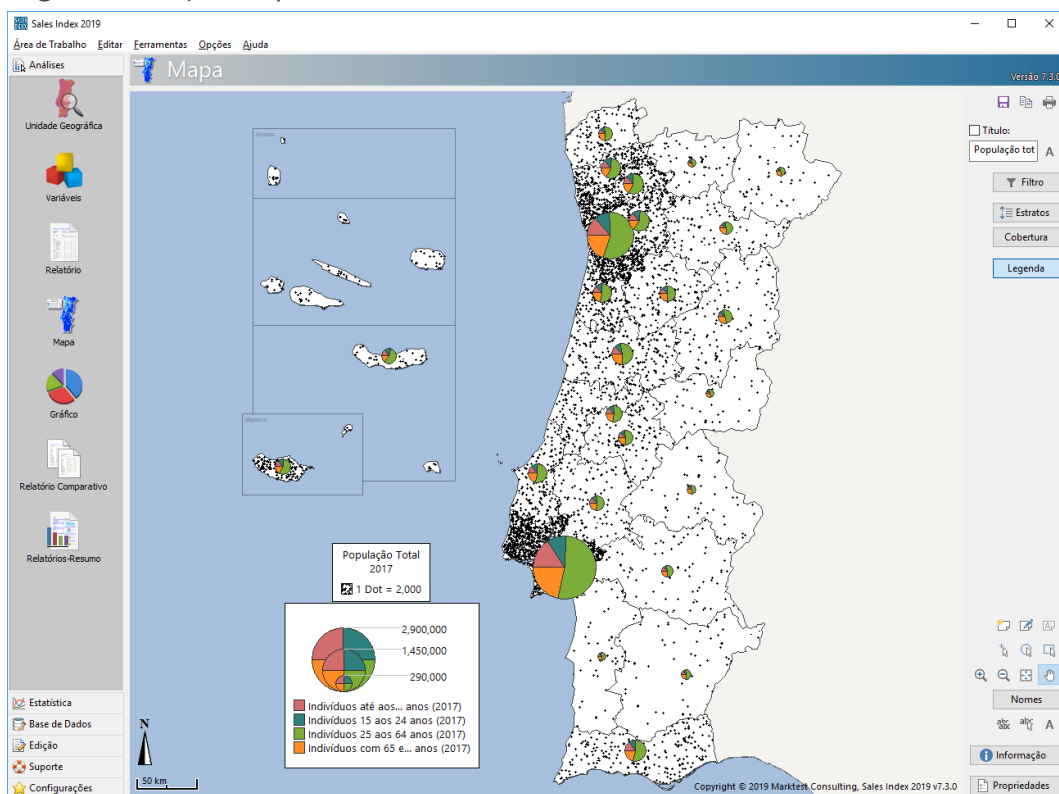 Sales Index 2019
Área de Trabalho Editar Ferramentas Opções Ajuda
Análises
Unidade Geográfica
Variáveis
Relatório
Mapa
Gráfico
Relatório Comparativo
Relatórios-Resumo
Estatística
Base de Dados
Edição
Suporte
Configurações
Mapa
Versão 7.3.0
Acores
Madeira
População Total
2017
1 Dot = 2,000
2,900,000
1,450,000
290,000
Indivíduos até aos... anos (2017)
Indivíduos 15 aos 24 anos (2017)
Indivíduos 25 aos 64 anos (2017)
Indivíduos com 65 e... anos (2017)
N
50 km
Copyright © 2019 Marktest Consulting, Sales Index 2019 v7.3.0
Título:
População tot
A
Filtro
Estratos
Cobertura
Legenda
Nomes
abc
abc
abc
A
Informação
Propriedades